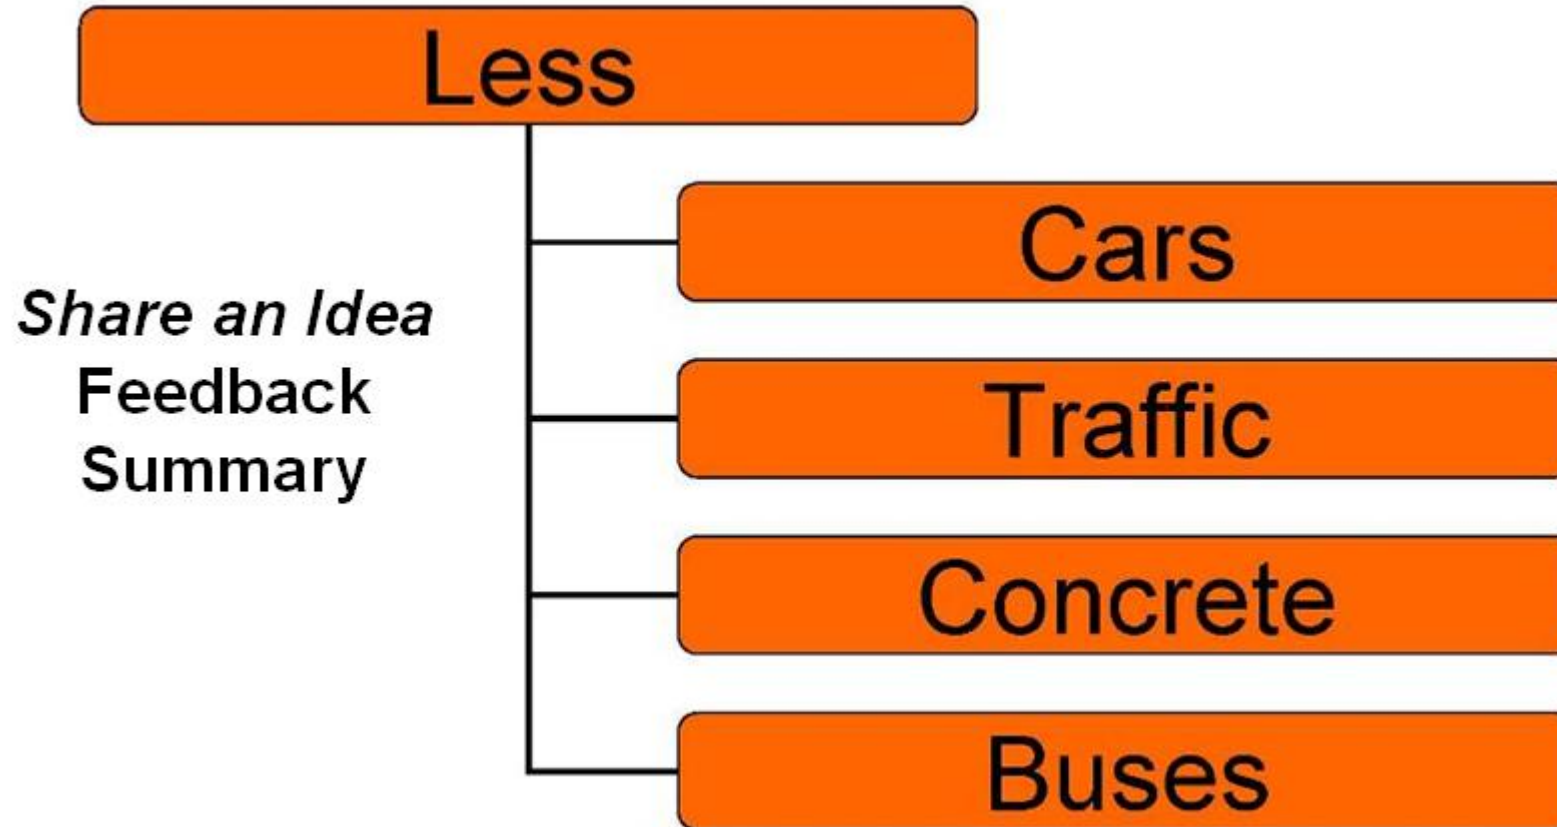 Less
Cars
Share an Idea
Feedback
Summary
Traffic
Concrete
Buses